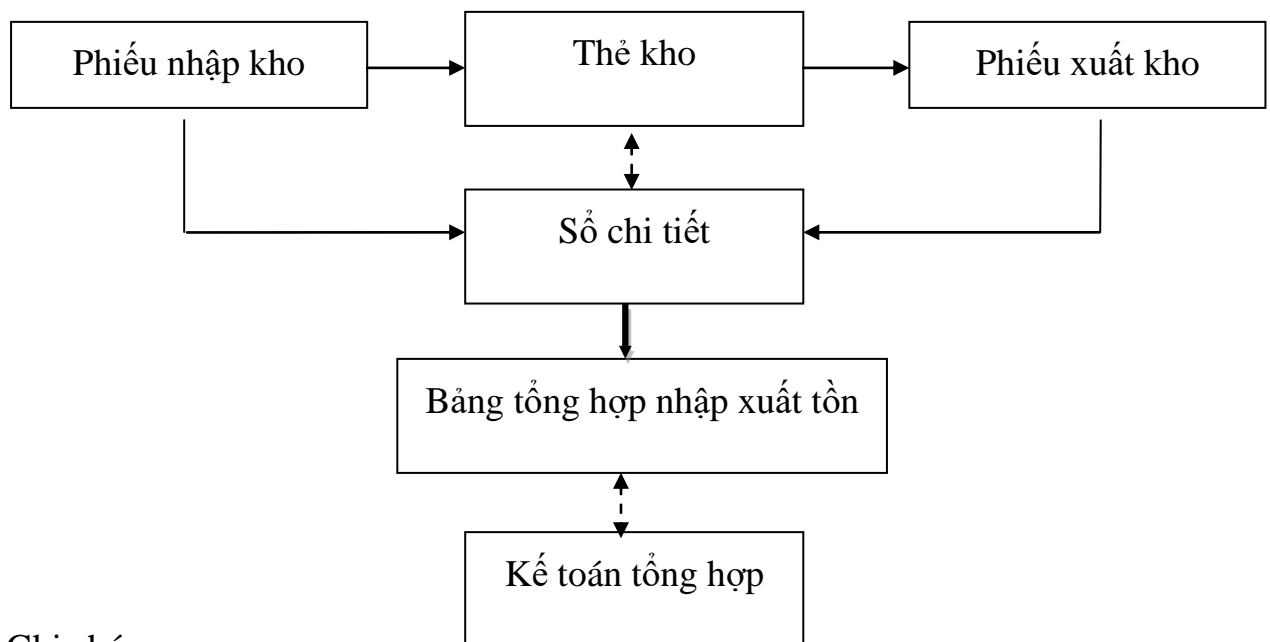 Phiếu nhập kho
Thẻ kho
Phiếu xuất kho
Sổ chi tiết
Bảng tổng hợp nhập xuất tồn
Kế toán tổng hợp